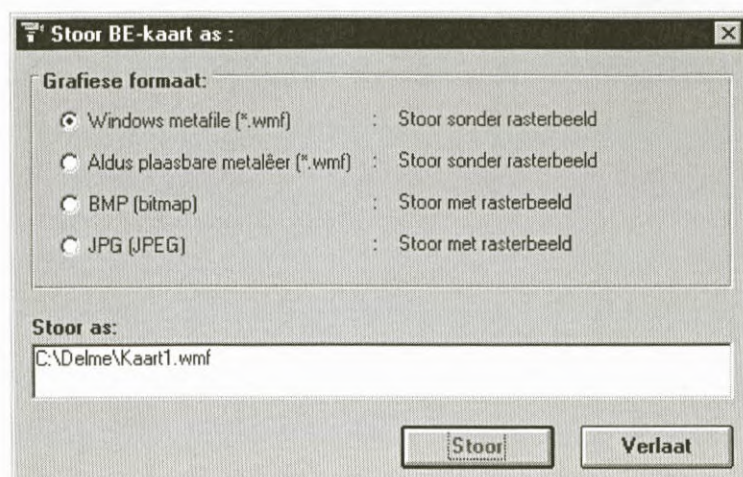 Stoor BE-kaart as :
Grafiese formaat:
Windows metafile (*.wmf) : Stoor sonder rasterbeeld
Aldus plaasbare metalêer (*.wmf) : Stoor sonder rasterbeeld
BMP (bitmap) : Stoor met rasterbeeld
JPG (JPEG) : Stoor met rasterbeeld
Stoor as:
C:\Delme\Kaart1.wmf
Stoor Verlaat